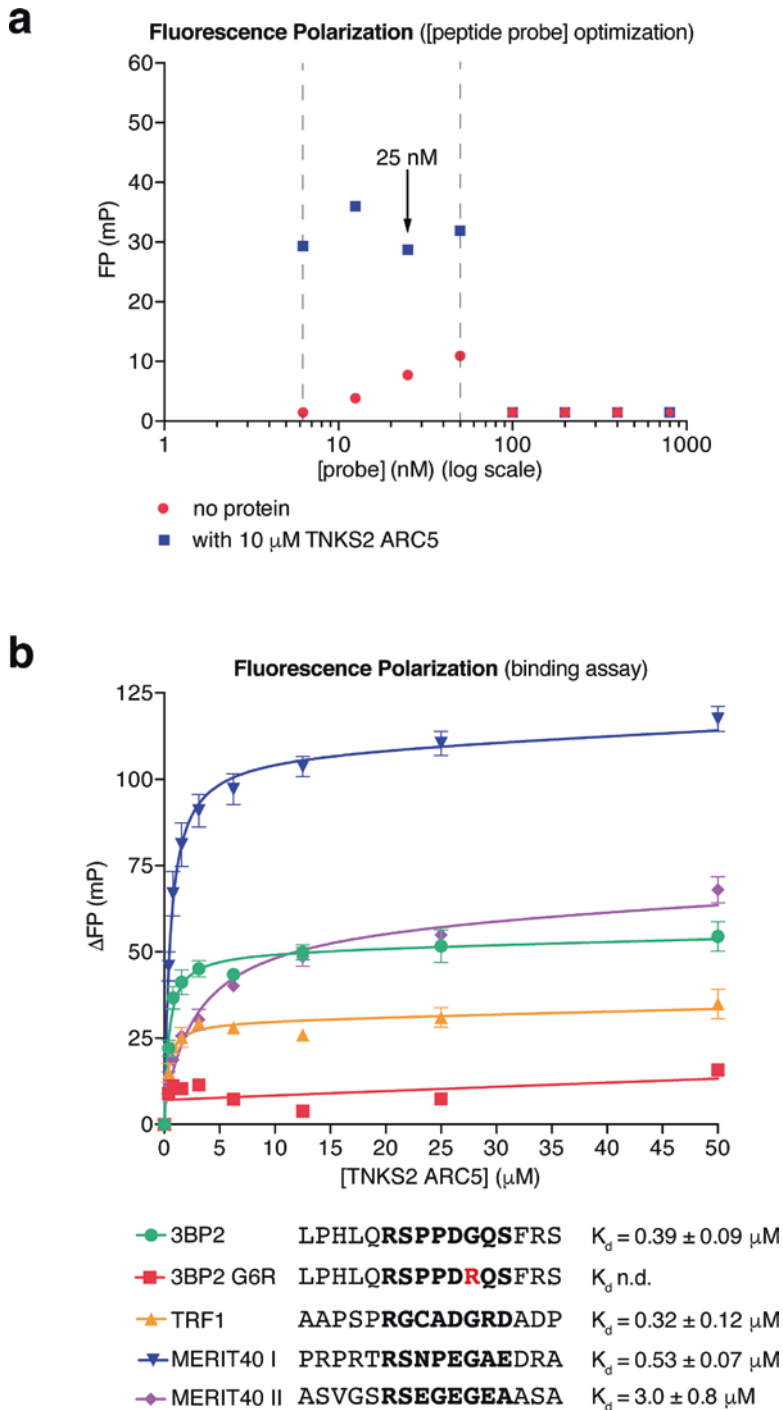 a
Fluorescence Polarization ([peptide probe] optimization)
60
50
40
30
20
10
0
FP (mP)
25 nM
1 10 100 1000
[probe] (nM) (log scale)
no protein
with 10 μM TNKS2 ARC5
b
Fluorescence Polarization (binding assay)
125
100
75
50
25
0
ΔFP (mP)
0 5 10 15 20 25 30 35 40 45 50
[TNKS2 ARC5] (μM)
3BP2 LPHLQRSPPDGQSFRS Kd = 0.39 ± 0.09 μM
3BP2 G6R LPHLQRSPPDRQSFRS Kd n.d.
TRF1 AAPSPRGCADGRDADP Kd = 0.32 ± 0.12 μM
MERIT40 I PRPRTRSNPEGAEDRA Kd = 0.53 ± 0.07 μM
MERIT40 II ASVGSRSEGEGEAASA Kd = 3.0 ± 0.8 μM